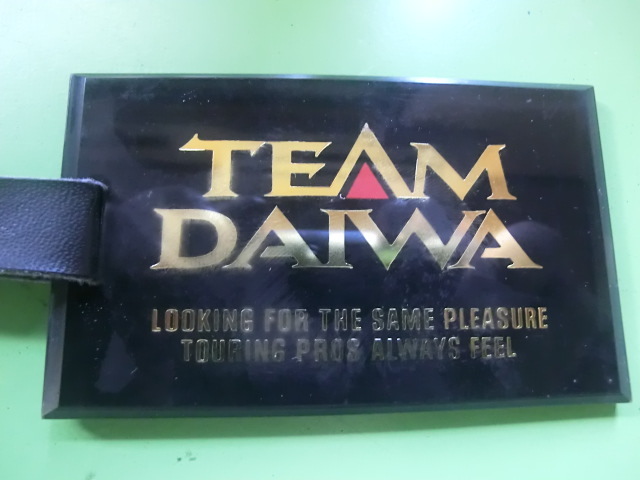 TEAM
DAIWA
LOOKING FOR THE SAME PLEASURE
TOURING PROS ALWAYS FEEL